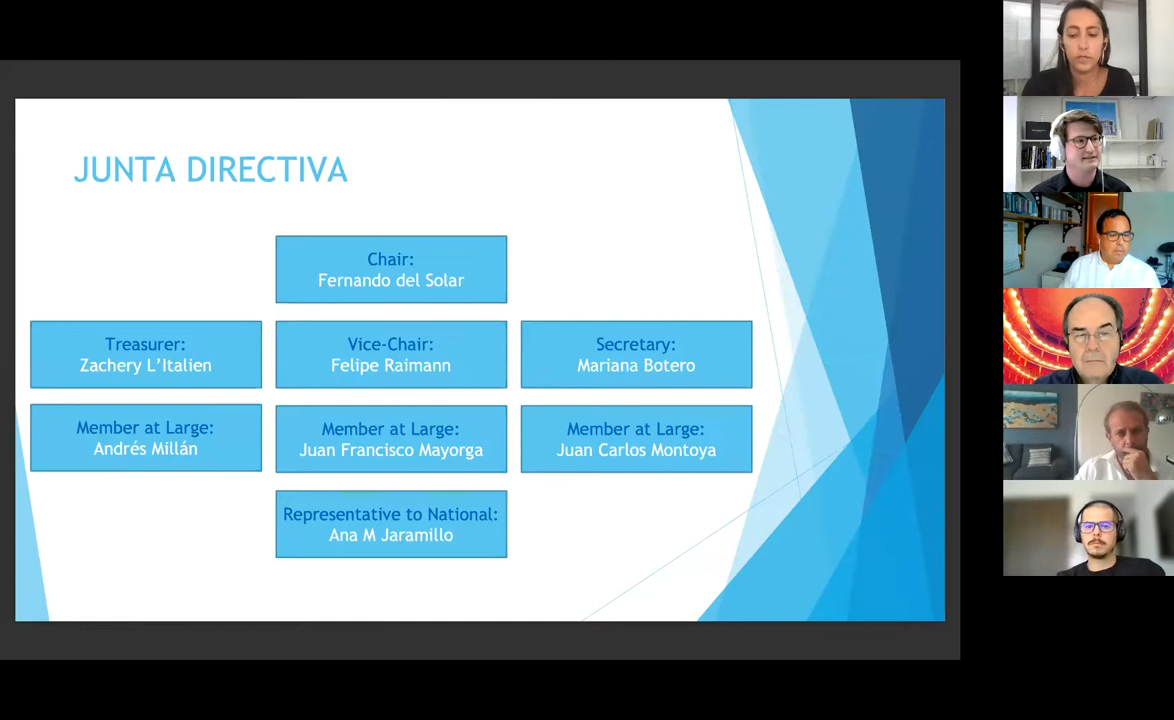 JUNTA DIRECTIVA
Chair:
Fernando del Solar
Treasurer:
Zachery L’Italien
Vice-Chair:
Felipe Raimann
Secretary:
Mariana Botero
Member at Large:
Andrés Millán
Member at Large:
Juan Francisco Mayorga
Member at Large:
Juan Carlos Montoya
Representative to National:
Ana M Jaramillo